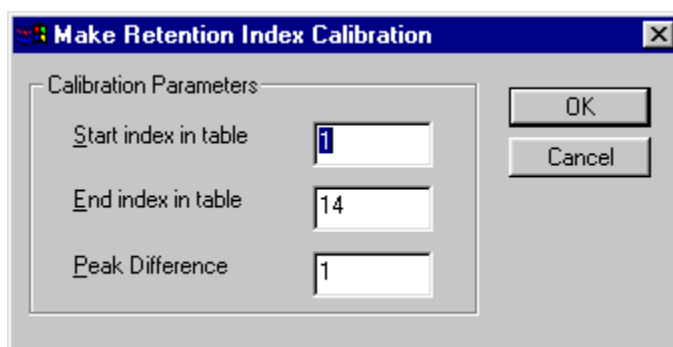 Make Retention Index Calibration
Calibration Parameters
Start index in table 1
End index in table 14
Peak Difference 1
OK
Cancel